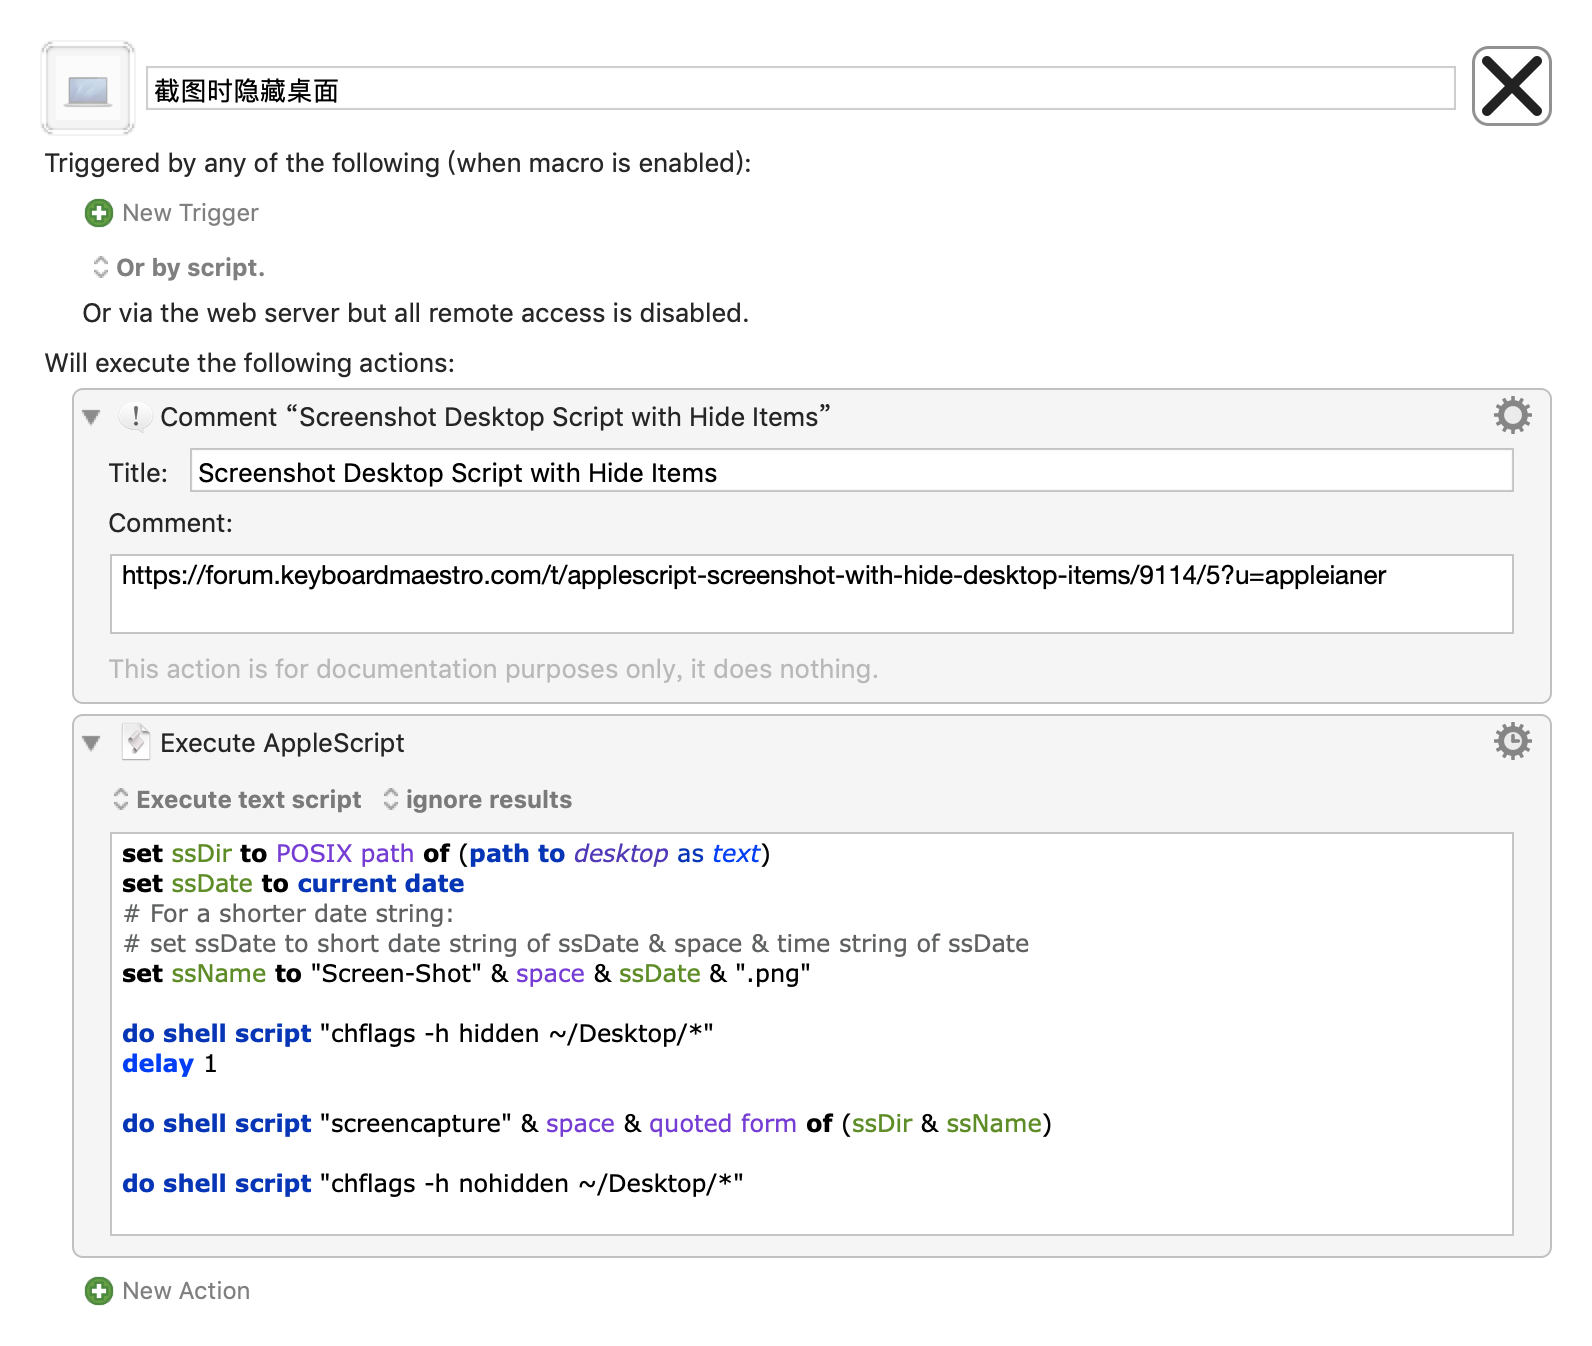 截图时隐藏桌面
Triggered by any of the following (when macro is enabled):
New Trigger
Or by script.
Or via the web server but all remote access is disabled.
Will execute the following actions:
Comment “Screenshot Desktop Script with Hide Items”
Title: Screenshot Desktop Script with Hide Items
Comment:
https://forum.keyboardmaestro.com/t/applescript-screenshot-with-hide-desktop-items/9114/5?u=appleianer
This action is for documentation purposes only, it does nothing.
Execute AppleScript
Execute text script ignore results
set ssDir to POSIX path of (path to desktop as text)
set ssDate to current date
# For a shorter date string:
# set ssDate to short date string of ssDate & space & time string of ssDate
set ssName to "Screen-Shot" & space & ssDate & ".png"
do shell script "chflags -h hidden ~/Desktop/*"
delay 1
do shell script "screencapture" & space & quoted form of (ssDir & ssName)
do shell script "chflags -h nohidden ~/Desktop/*"
New Action